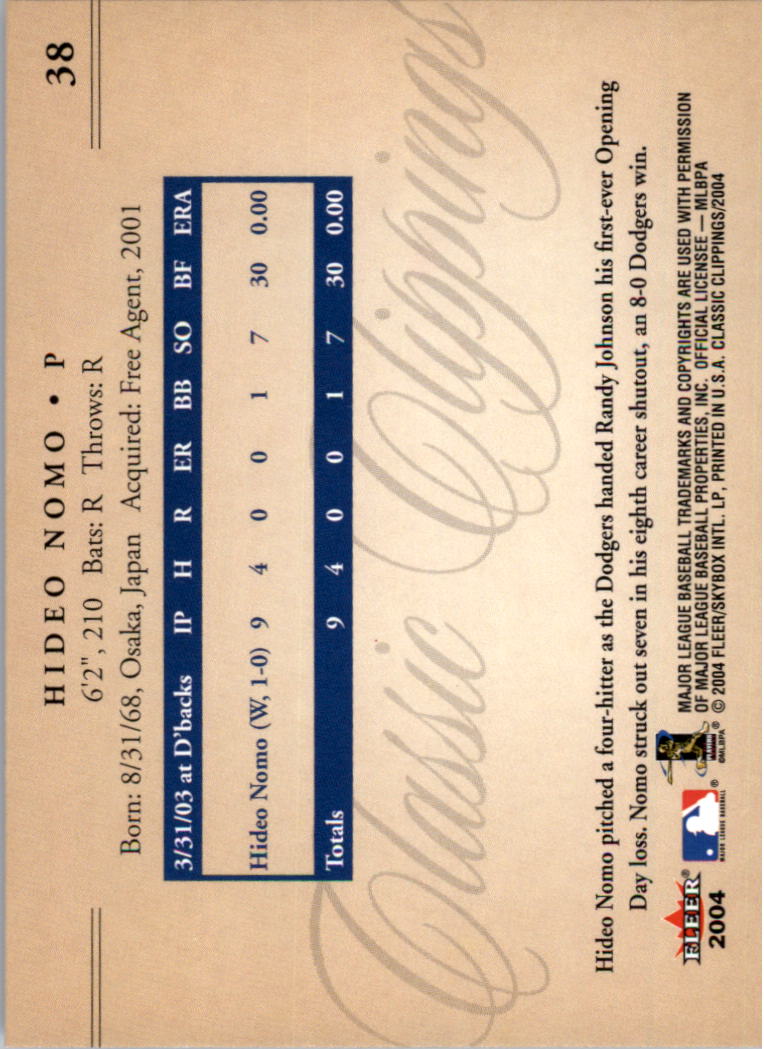 38
HIDEO NOMO • P
6'2", 210 Bats: R Throws: R
Born: 8/31/68, Osaka, Japan Acquired: Free Agent, 2001
3/31/03 at D'backs IP H R ER BB SO BF ERA
Hideo Nomo (W, 1-0) 9 4 0 0 1 7 30 0.00
Totals 9 4 0 0 1 7 30 0.00
Classic Clippings
Hideo Nomo pitched a four-hitter as the Dodgers handed Randy Johnson his first-ever Opening
Day loss. Nomo struck out seven in his eighth career shutout, an 8-0 Dodgers win.
FLEER®
2004
MAJOR LEAGUE BASEBALL
®
®
©MLBPA
MAJOR LEAGUE BASEBALL TRADEMARKS AND COPYRIGHTS ARE USED WITH PERMISSION
OF MAJOR LEAGUE BASEBALL PROPERTIES, INC. OFFICIAL LICENSEE — MLBPA
© 2004 FLEER/SKYBOX INTL. LP, PRINTED IN U.S.A. CLASSIC CLIPPINGS/2004